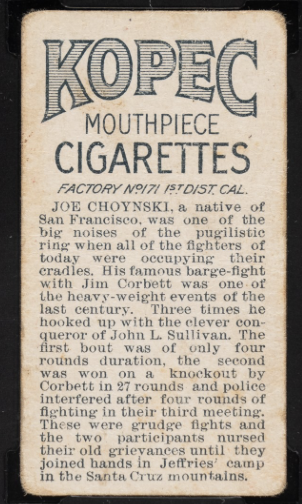 KOPEC
MOUTHPIECE
CIGARETTES
FACTORY Nº171 1ST DIST. CAL.
JOE CHOYNSKI, a native of
San Francisco, was one of the
big noises of the pugilistic
ring when all of the fighters of
today were occupying their
cradles. His famous barge-fight
with Jim Corbett was one of
the heavy-weight events of the
last century. Three times he
hooked up with the clever con-
queror of John L. Sullivan. The
first bout was of only four
rounds duration, the second
was won on a knockout by
Corbett in 27 rounds and police
interfered after four rounds of
fighting in their third meeting.
These were grudge fights and
the two participants nursed
their old grievances until they
joined hands in Jeffries' camp
in the Santa Cruz mountains.